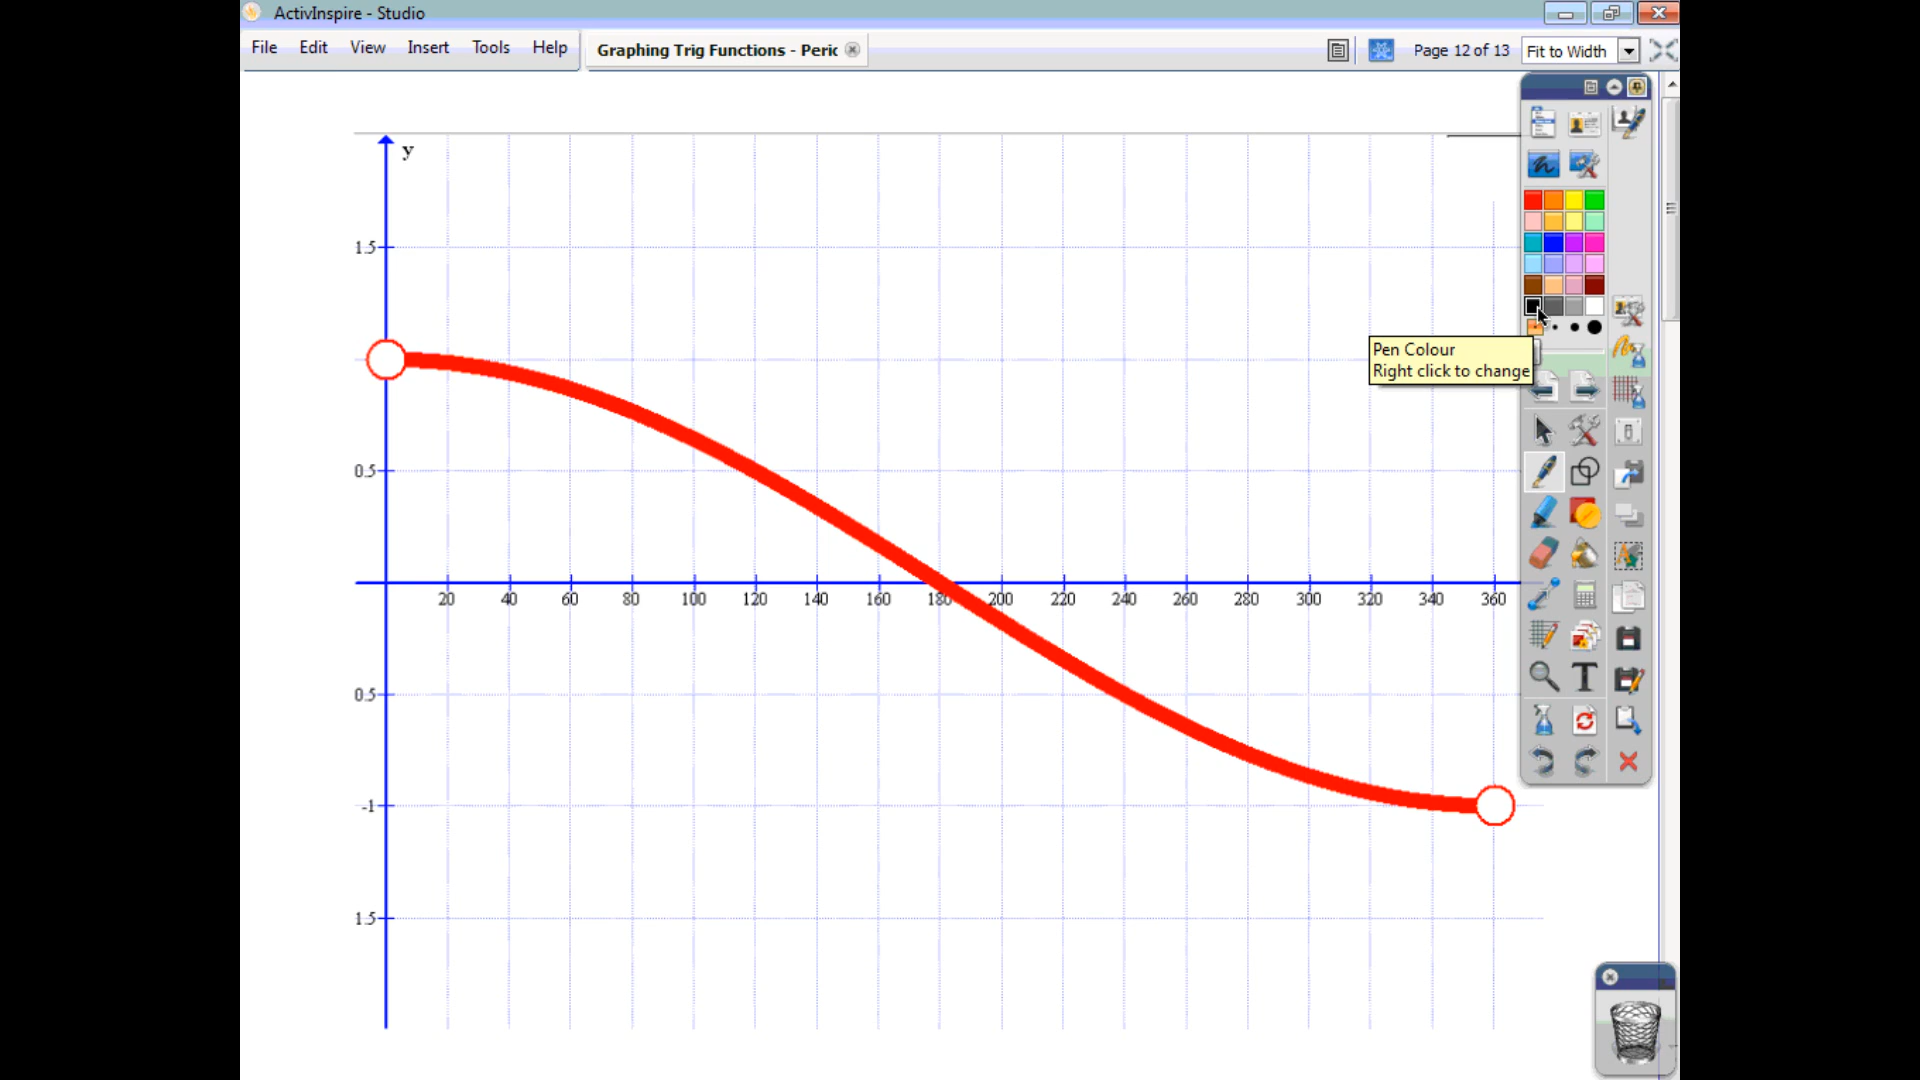 ActivInspire - Studio
File Edit View Insert Tools Help
Graphing Trig Functions - Peric
Page 12 of 13
Fit to Width
y
1.5
Pen Colour
Right click to change
0.5
20 40 60 80 100 120 140 160 180 200 220 240 260 280 300 320 340 360
0.5
-1
1.5
T